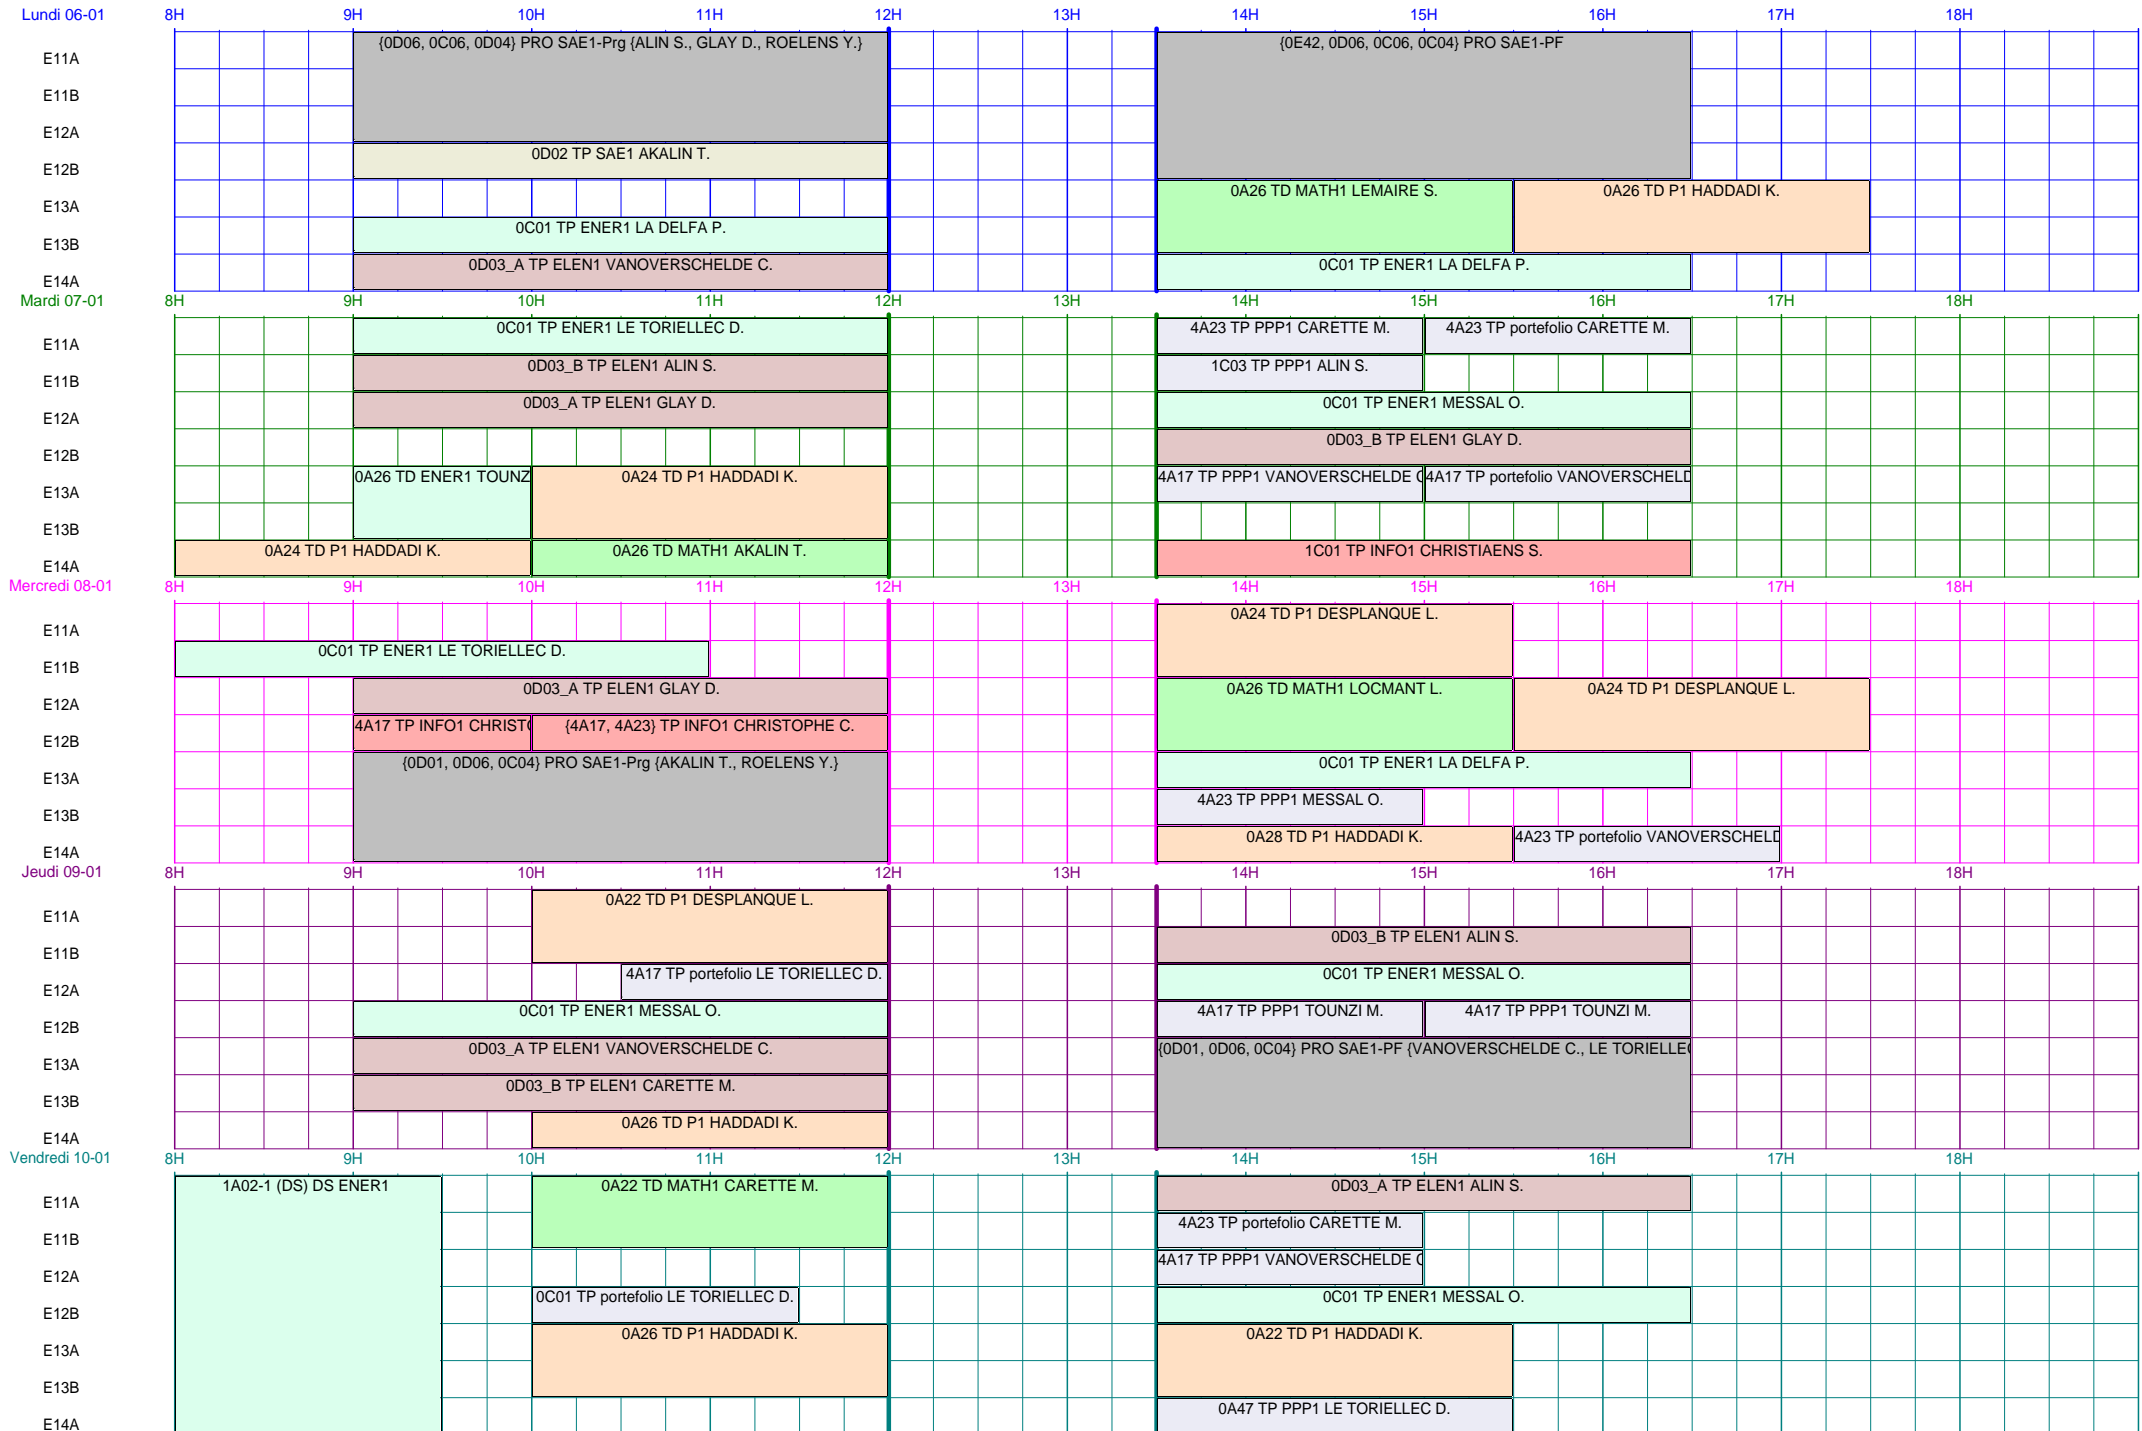 Lundi 06-01 8H 9H 10H 11H 12H 13H 14H 15H 16H 17H 18H
{0D06, 0C06, 0D04} PRO SAE1-Prg {ALIN S., GLAY D., ROELENS Y.} {0E42, 0D06, 0C06, 0C04} PRO SAE1-PF
E11A
E11B
E12A
0D02 TP SAE1 AKALIN T.
E12B
0A26 TD MATH1 LEMAIRE S. 0A26 TD P1 HADDADI K.
E13A
0C01 TP ENER1 LA DELFA P.
E13B
0D03_A TP ELEN1 VANOVERSCHELDE C. 0C01 TP ENER1 LA DELFA P.
E14A
Mardi 07-01 8H 9H 10H 11H 12H 13H 14H 15H 16H 17H 18H
0C01 TP ENER1 LE TORIELLEC D. 4A23 TP PPP1 CARETTE M. 4A23 TP portefolio CARETTE M.
E11A
0D03_B TP ELEN1 ALIN S. 1C03 TP PPP1 ALIN S.
E11B
0D03_A TP ELEN1 GLAY D. 0C01 TP ENER1 MESSAL O.
E12A
0D03_B TP ELEN1 GLAY D.
E12B
0A26 TD ENER1 TOUNZ 0A24 TD P1 HADDADI K. 4A17 TP PPP1 VANOVERSCHELDE C 4A17 TP portefolio VANOVERSCHELD
E13A
E13B
0A24 TD P1 HADDADI K. 0A26 TD MATH1 AKALIN T. 1C01 TP INFO1 CHRISTIAENS S.
E14A
Mercredi 08-01 8H 9H 10H 11H 12H 13H 14H 15H 16H 17H 18H
0A24 TD P1 DESPLANQUE L.
E11A
0C01 TP ENER1 LE TORIELLEC D.
E11B
0D03_A TP ELEN1 GLAY D. 0A26 TD MATH1 LOCMANT L. 0A24 TD P1 DESPLANQUE L.
E12A
4A17 TP INFO1 CHRISTO {4A17, 4A23} TP INFO1 CHRISTOPHE C.
E12B
{0D01, 0D06, 0C04} PRO SAE1-Prg {AKALIN T., ROELENS Y.} 0C01 TP ENER1 LA DELFA P.
E13A
4A23 TP PPP1 MESSAL O.
E13B
0A28 TD P1 HADDADI K. 4A23 TP portefolio VANOVERSCHELD
E14A
Jeudi 09-01 8H 9H 10H 11H 12H 13H 14H 15H 16H 17H 18H
0A22 TD P1 DESPLANQUE L.
E11A
0D03_B TP ELEN1 ALIN S.
E11B
4A17 TP portefolio LE TORIELLEC D. 0C01 TP ENER1 MESSAL O.
E12A
0C01 TP ENER1 MESSAL O. 4A17 TP PPP1 TOUNZI M. 4A17 TP PPP1 TOUNZI M.
E12B
0D03_A TP ELEN1 VANOVERSCHELDE C. {0D01, 0D06, 0C04} PRO SAE1-PF {VANOVERSCHELDE C., LE TORIELLEC
E13A
0D03_B TP ELEN1 CARETTE M.
E13B
0A26 TD P1 HADDADI K.
E14A
Vendredi 10-01 8H 9H 10H 11H 12H 13H 14H 15H 16H 17H 18H
1A02-1 (DS) DS ENER1 0A22 TD MATH1 CARETTE M. 0D03_A TP ELEN1 ALIN S.
E11A
4A23 TP portefolio CARETTE M.
E11B
4A17 TP PPP1 VANOVERSCHELDE C
E12A
0C01 TP portefolio LE TORIELLEC D. 0C01 TP ENER1 MESSAL O.
E12B
0A26 TD P1 HADDADI K. 0A22 TD P1 HADDADI K.
E13A
E13B
0A47 TP PPP1 LE TORIELLEC D.
E14A